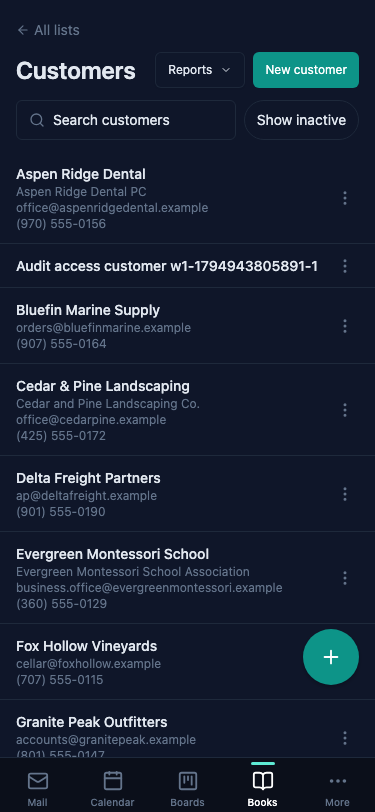 All lists
Customers
Reports
New customer
Search customers
Show inactive
Aspen Ridge Dental
Aspen Ridge Dental PC
office@aspenridgedental.example
(970) 555-0156
Audit access customer w1-1794943805891-1
Bluefin Marine Supply
orders@bluefinmarine.example
(907) 555-0164
Cedar & Pine Landscaping
Cedar and Pine Landscaping Co.
office@cedarpine.example
(425) 555-0172
Delta Freight Partners
ap@deltafreight.example
(901) 555-0190
Evergreen Montessori School
Evergreen Montessori School Association
business.office@evergreenmontessori.example
(360) 555-0129
Fox Hollow Vineyards
cellar@foxhollow.example
(707) 555-0115
Granite Peak Outfitters
accounts@granitepeak.example
(801) 555-0147
Mail
Calendar
Boards
Books
More